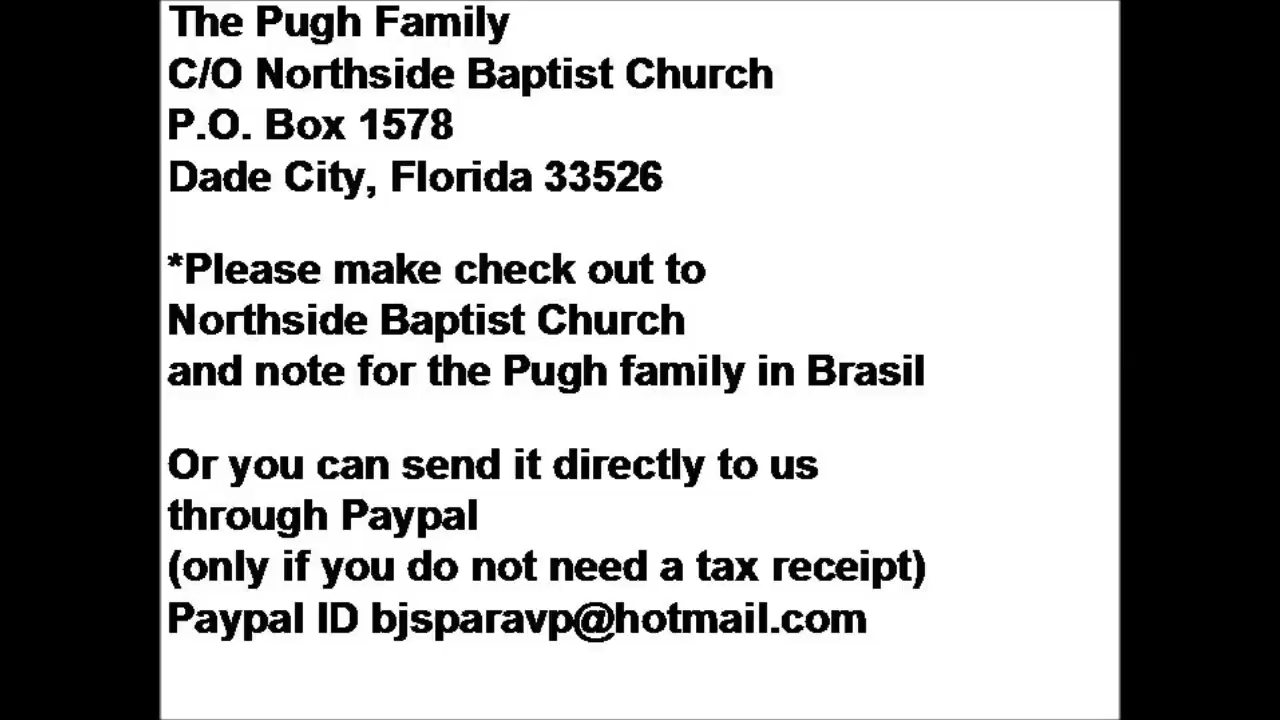 The Pugh Family
C/O Northside Baptist Church
P.O. Box 1578
Dade City, Florida 33526
*Please make check out to
Northside Baptist Church
and note for the Pugh family in Brasil
Or you can send it directly to us
through Paypal
(only if you do not need a tax receipt)
Paypal ID bjsparavp@hotmail.com